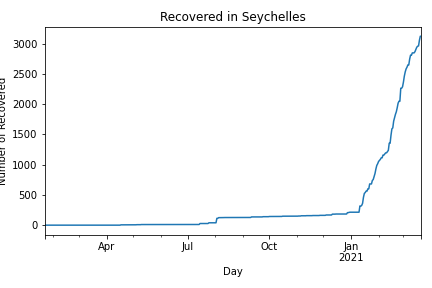 Recovered in Seychelles
3000
2500
2000
1500
1000
500
0
Number of Recovered
Apr
Jul
Oct
Jan
2021
Day